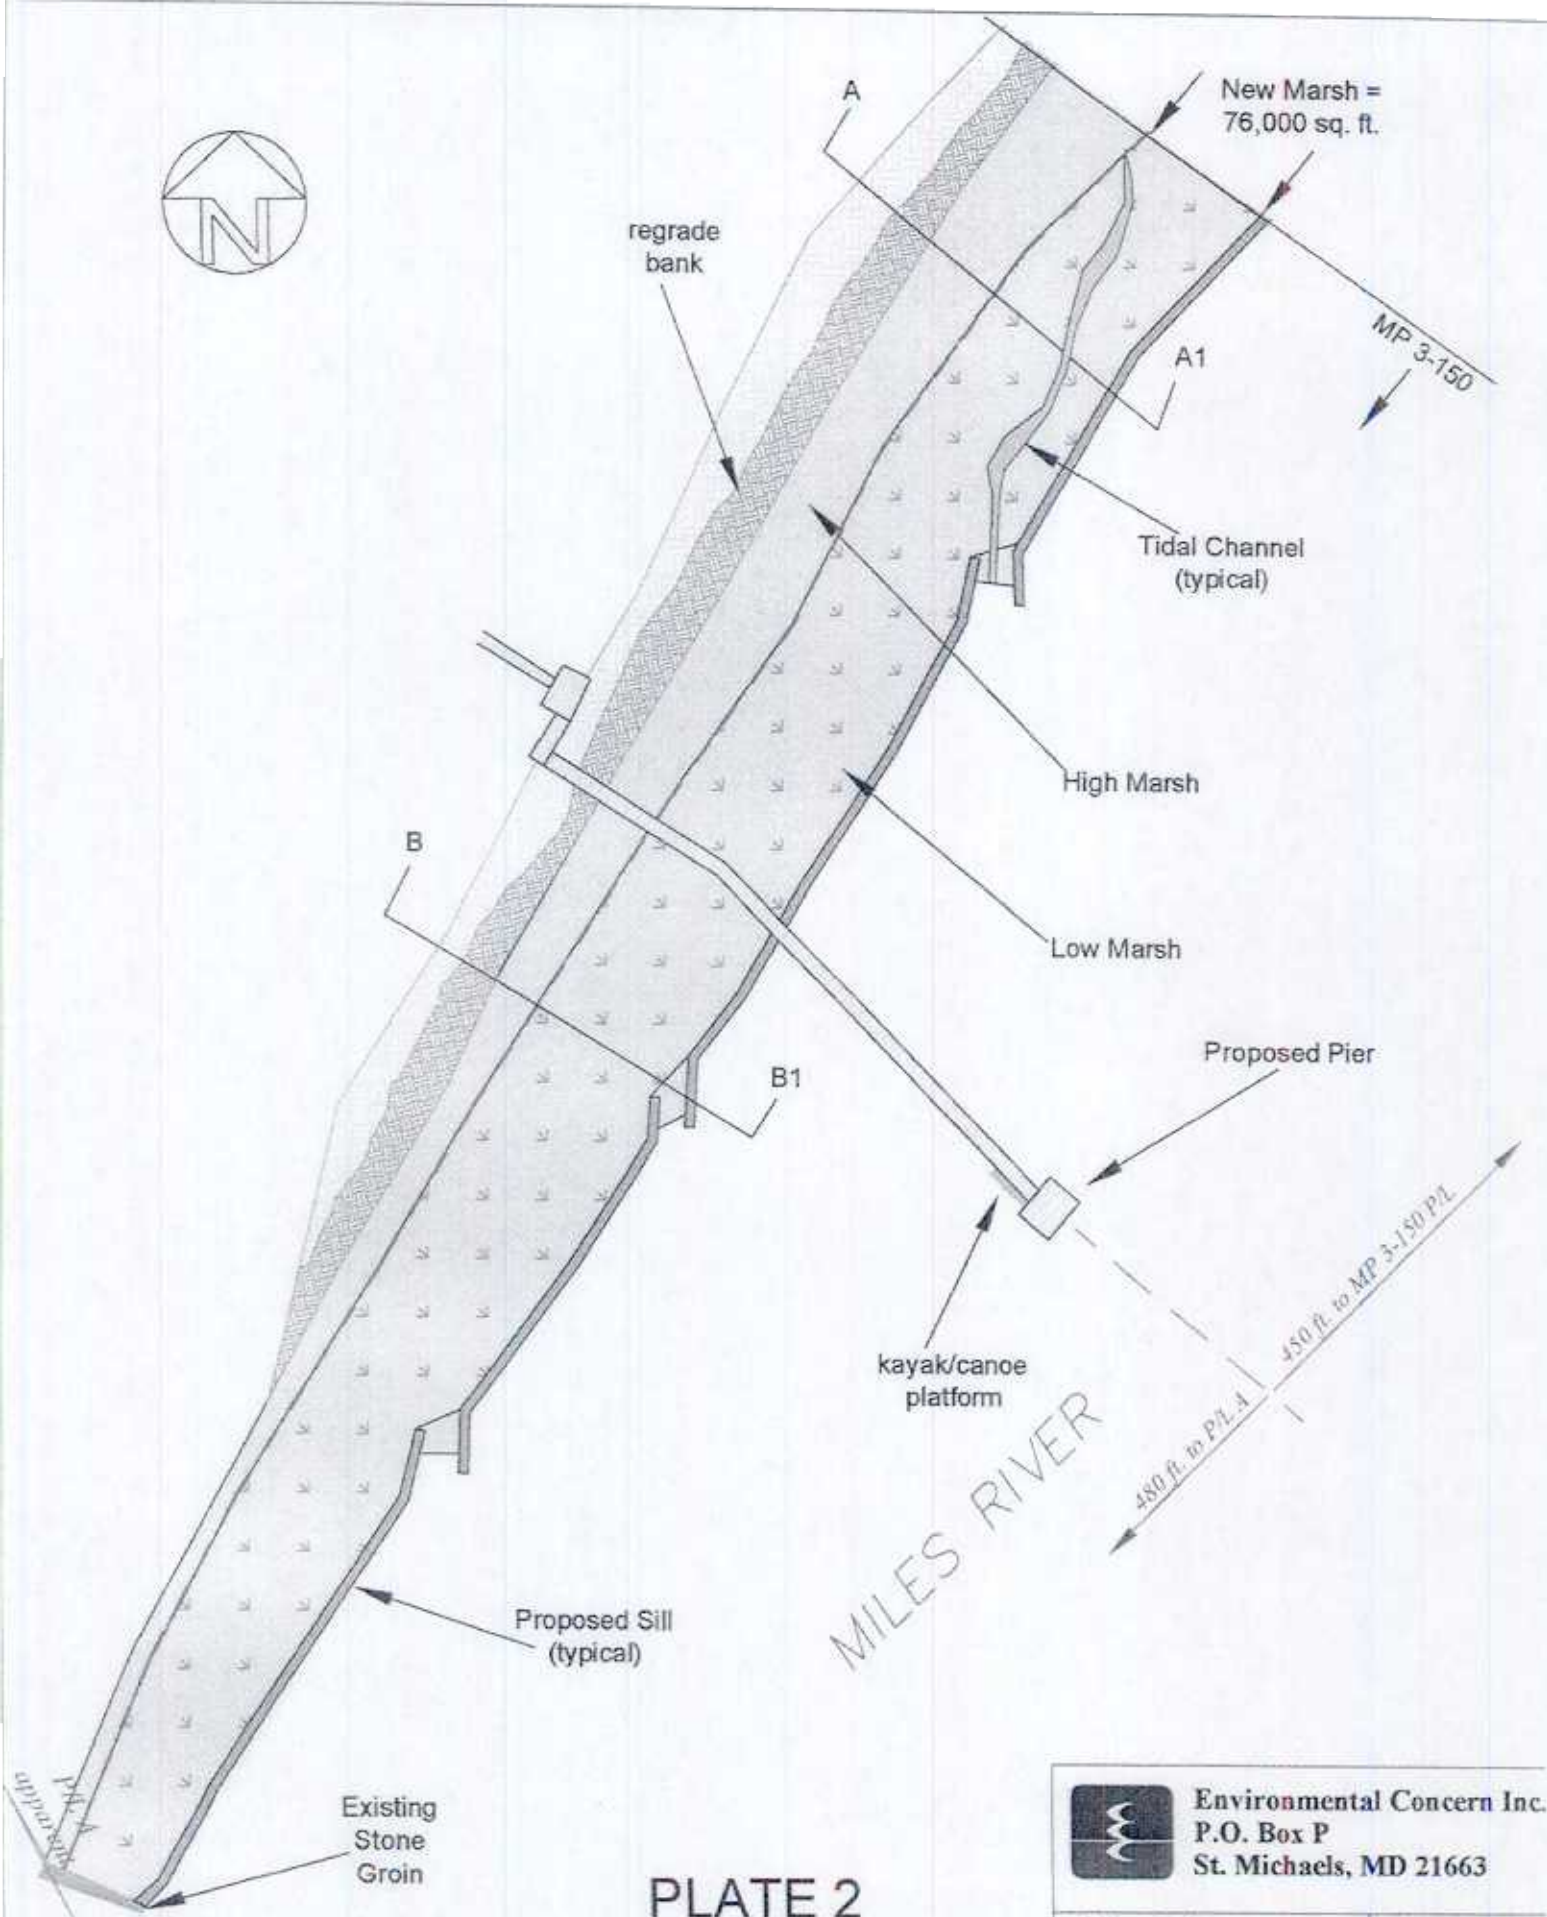 A
New Marsh =
76,000 sq. ft.
N
regrade
bank
MP 3-150
A1
Tidal Channel
(typical)
High Marsh
B
Low Marsh
Proposed Pier
B1
450 ft. to MP 3-150 P/L
kayak/canoe
platform
480 ft. to P/L A
MILES RIVER
Proposed Sill
(typical)
P/L A
Existing
Stone
Groin
Environmental Concern Inc.
P.O. Box P
St. Michaels, MD 21663
PLATE 2